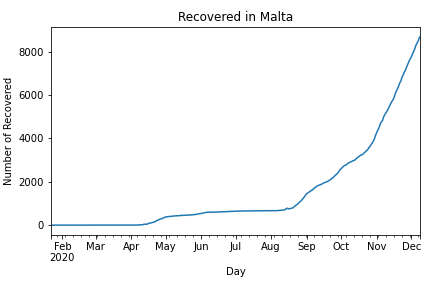 Recovered in Malta
Number of Recovered
8000
6000
4000
2000
0
Feb Mar Apr May Jun Jul Aug Sep Oct Nov Dec
2020
Day